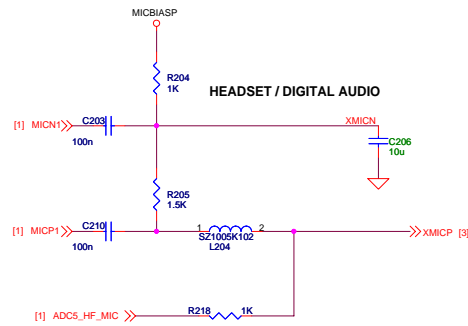 MICBIASP
R204
1K
HEADSET / DIGITAL AUDIO
[1] MICN1
C203
100n
XMICN
C206
10u
R205
1.5K
[1] MICP1
C210
100n
1
2
SZ1005K102
L204
XMICP [3]
[1] ADC5_HF_MIC
R218
1K